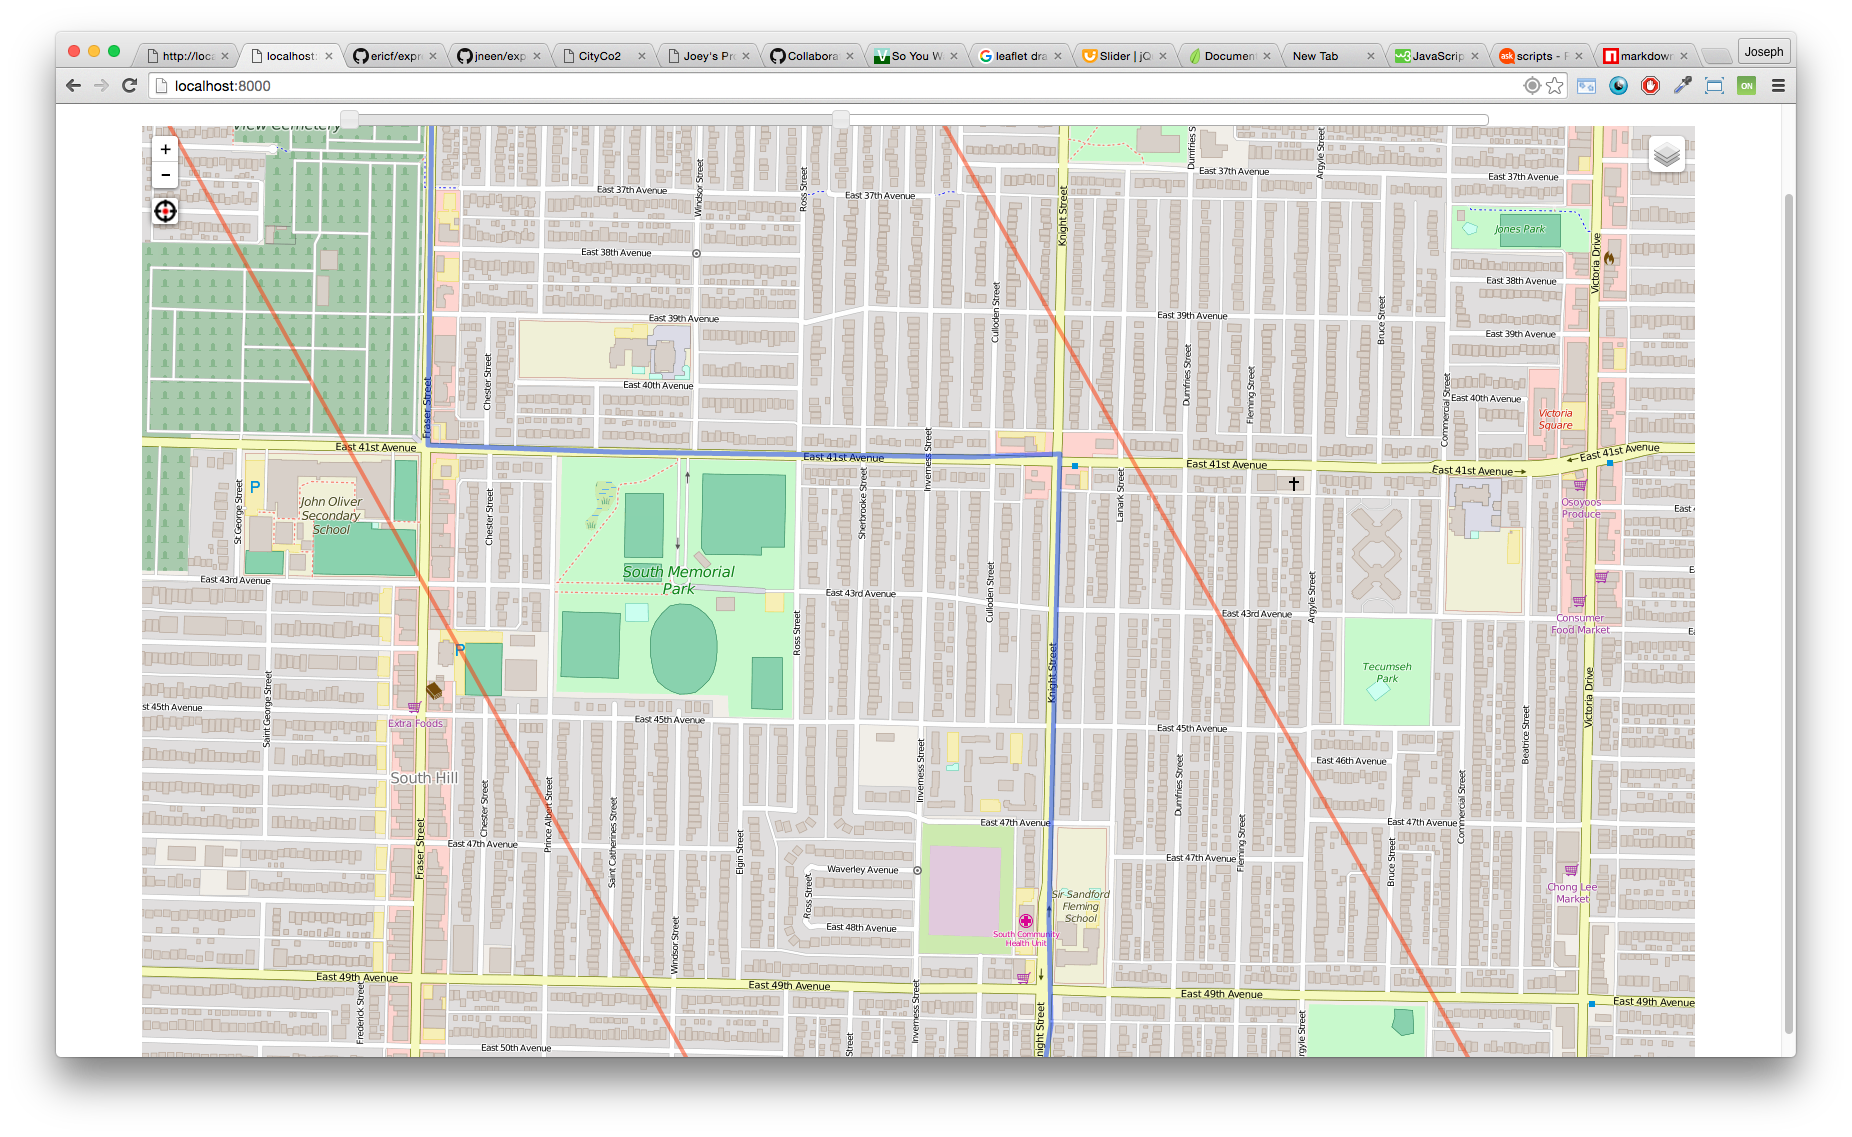 http://loca
localhost:
ericf/expr
jneen/exp
CityCo2
Joey's Pr
Collabora
So You W
leaflet dra
Slider | jQ
Document
New Tab
JavaScrip
scripts - F
markdown
Joseph
localhost:8000
ON
View Cemetery
+
-
East 37th Avenue
East 37th Avenue
East 37th Avenue
East 37th Avenue
Windsor Street
Ross Street
Knight Street
Dumfries S
Argyle Street
Jones Park
Victoria Drive
East 38th Avenue
East 38th Avenue
East 39th Avenue
East 39th Avenue
East 39th Avenue
Culloden Street
Bruce Street
Chester Street
Dumfries Street
Fleming Street
Commercial Street
East 40th Avenue
East 40th Avenue
Fraser Street
Victoria
Square
East 41st Avenue
East 41st Avenue
East 41st Avenue
East 41st Avenue
East 41st Avenue
Inverness Street
P
John Oliver
Secondary
School
St George Street
Chester Street
Sherbrooke Street
Lanark Street
Osoyoos
Produce
East 4
South Memorial
Park
East 43rd Avenue
East 43rd Avenue
East 43rd Avenue
Culloden Street
Argyle Street
Ross Street
Consumer
Food Market
Knight Street
P
Tecumseh
Park
Saint George Street
st 45th Avenue
Extra Foods
East 45th Avenue
East 45th Avenue
Victoria Drive
Beatrice Street
Inverness Street
East 46th Avenue
South Hill
Chester Street
Prince Albert Street
Saint Catherines Street
Dumfries Street
Commercial Street
Fraser Street
East 47th Avenue
East 47th Avenue
East 47th Avenue
East 47th Avenue
Elgin Street
Fleming Street
Bruce Street
Waverley Avenue
Ross Street
Sir Sandford
Fleming
School
Chong Lee
Market
East 48th Avenue
South Community
Health Unit
Windsor Street
East 49th Avenue
East 49th Avenue
East 49th Avenue
East 49th Avenue
Frederick Street
Inverness Street
Knight Street
Street
rgyle Street
East 50th Avenue